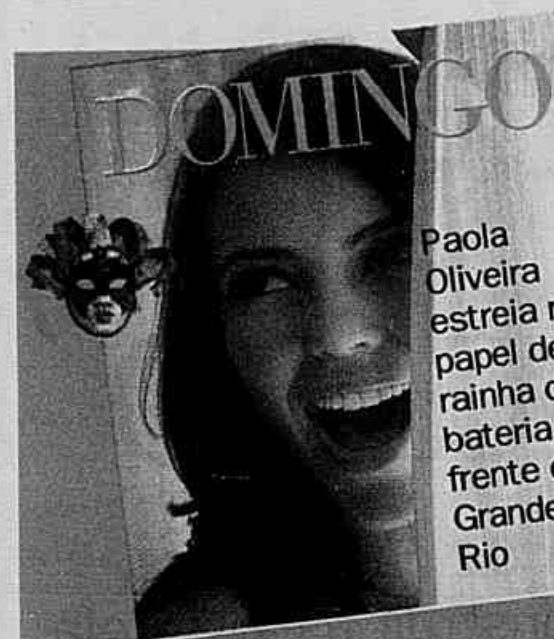 DOMINGO
Paola
Oliveira
estreia
papel de
rainha
bateria
frente
Grande
Rio